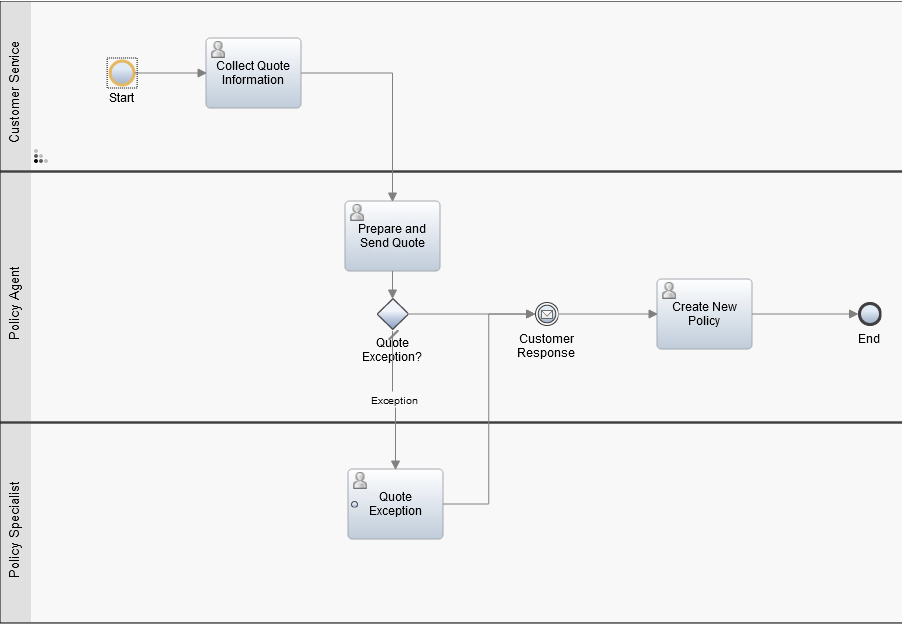 Customer Service
Collect Quote
Information
Start
Policy Agent
Prepare and
Send Quote
Quote
Exception?
Customer
Response
Create New
Policy
End
Exception
Policy Specialist
Quote
Exception